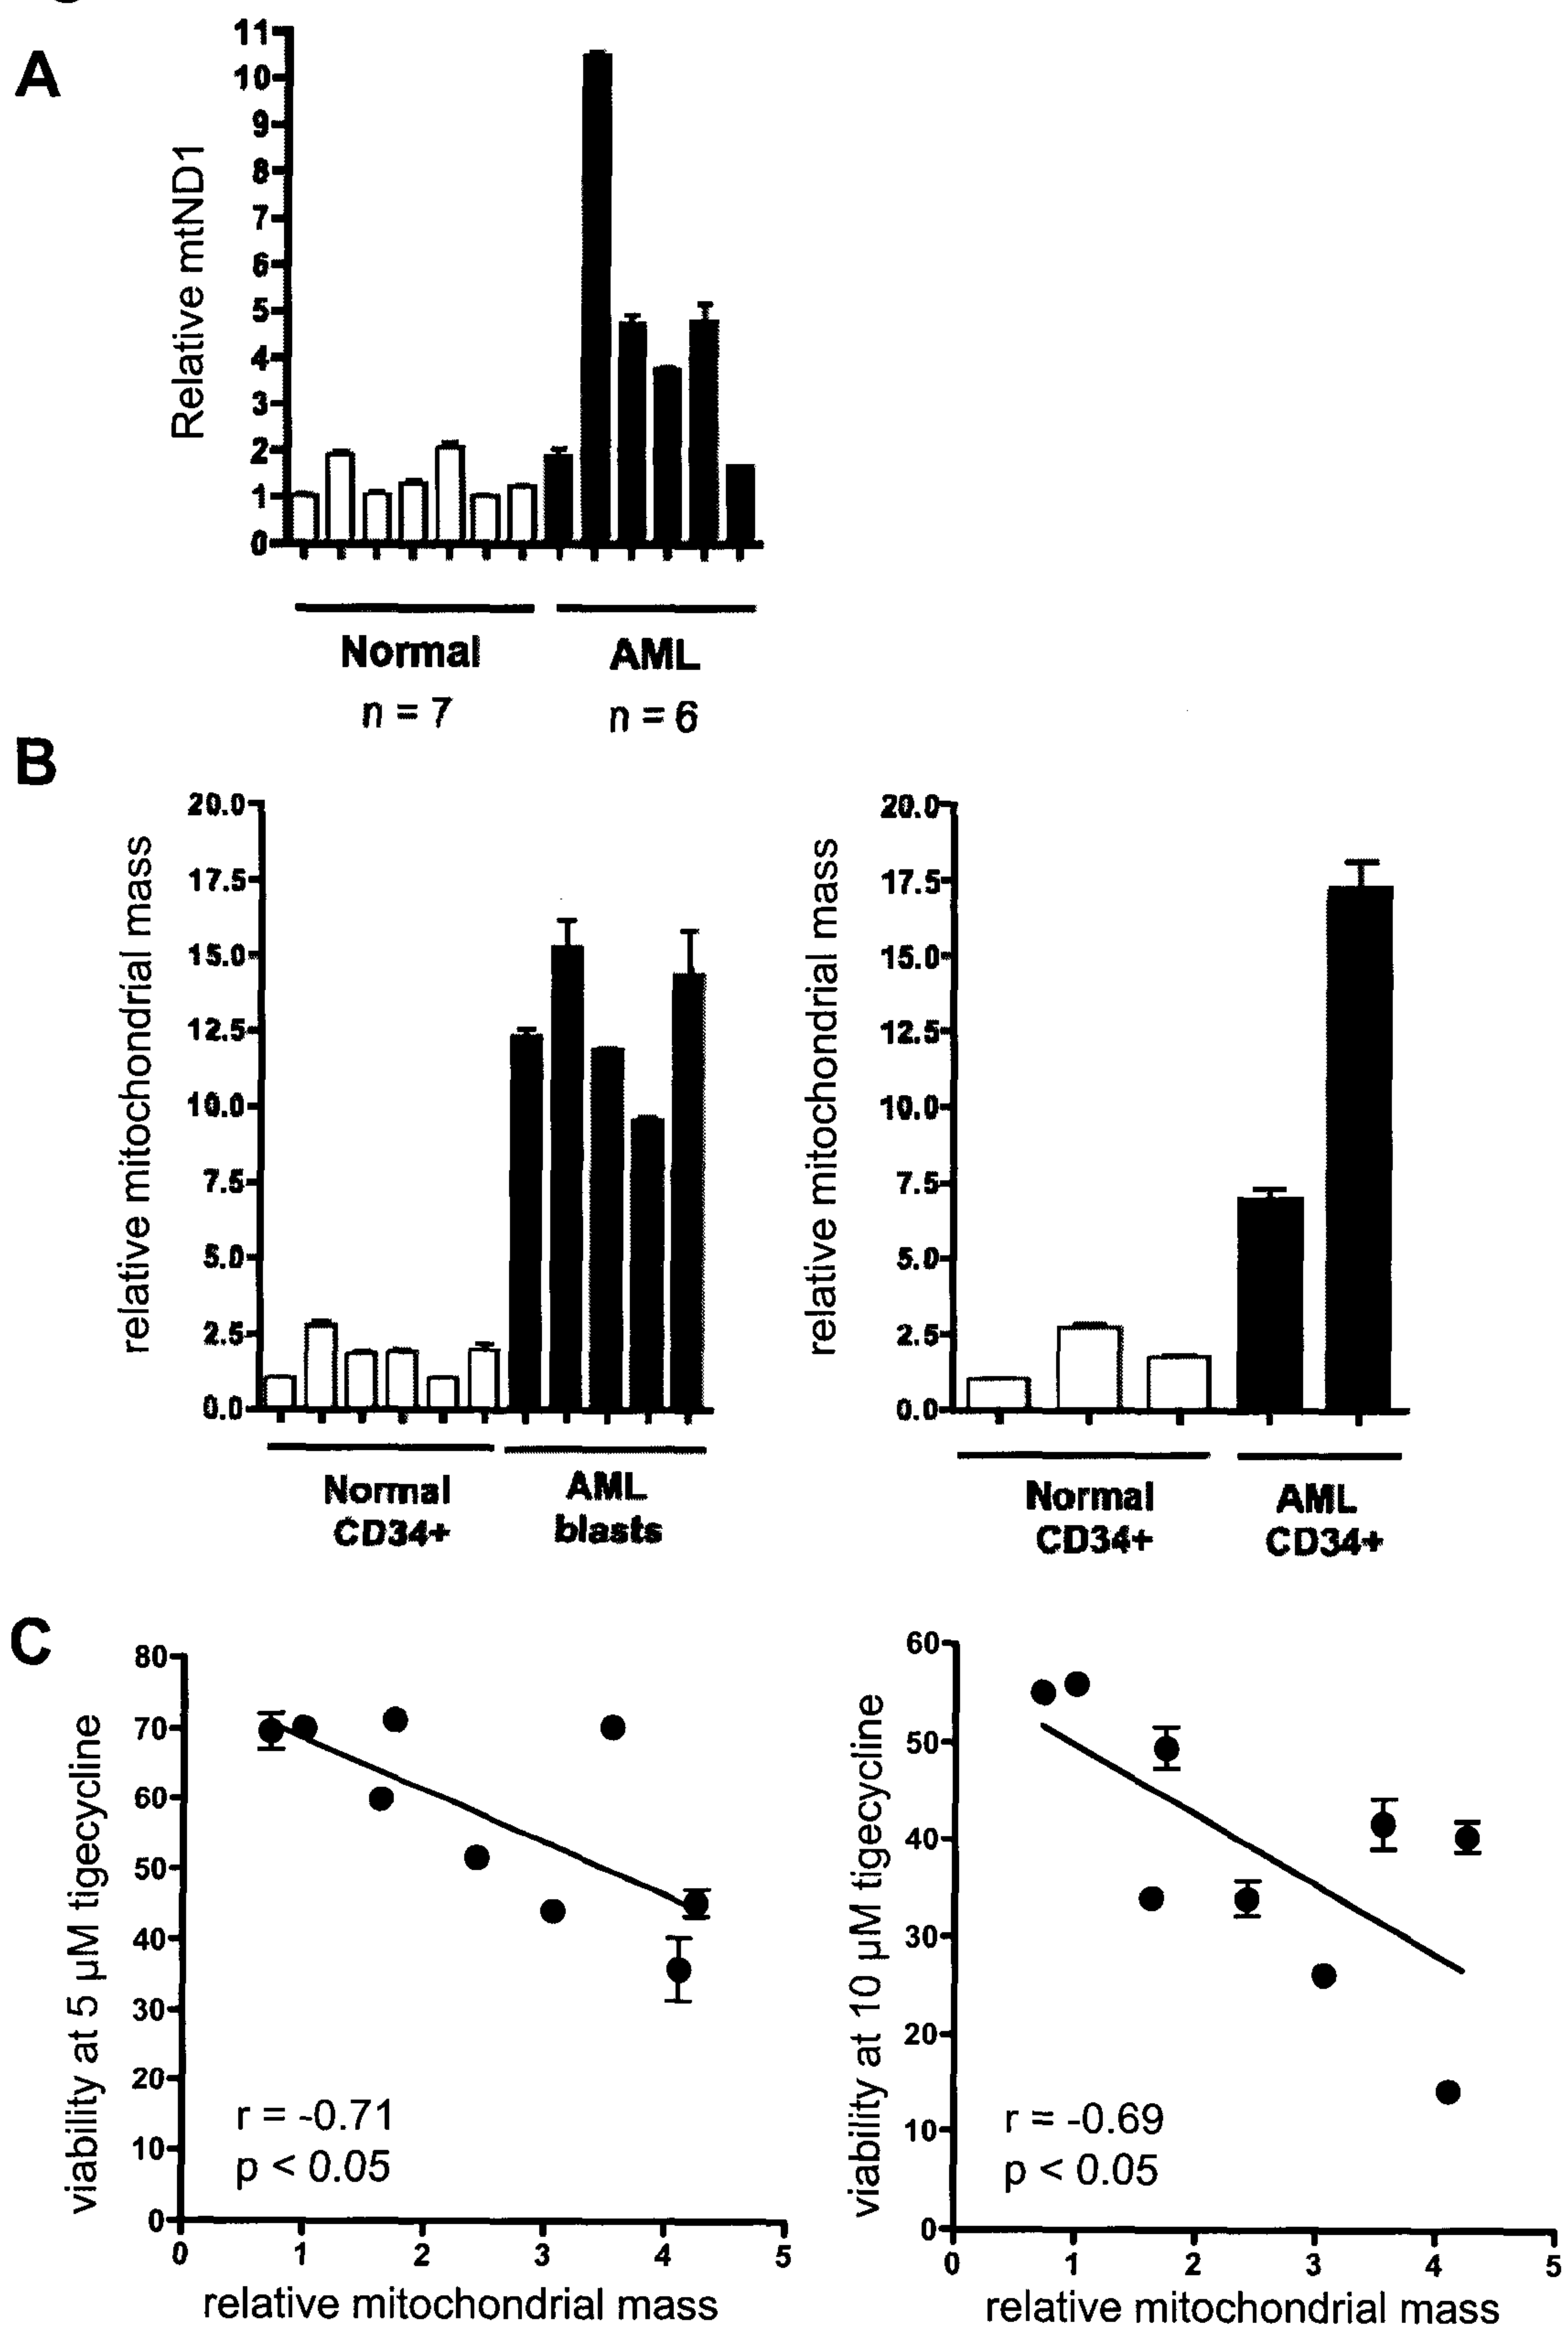 A
Relative mtND1
11
10
9
8
7
6
5
4
3
2
1
0
Normal
AML
n = 7
n = 6
B
relative mitochondrial mass
20.0
17.5
15.0
12.5
10.0
7.5
5.0
2.5
0.0
Normal
CD34+
AML
blasts
relative mitochondrial mass
20.0
17.5
15.0
12.5
10.0
7.5
5.0
2.5
0.0
Normal
CD34+
AML
CD34+
C
viability at 5 µM tigecycline
80
70
60
50
40
30
20
10
0
r = -0.71
p < 0.05
0 1 2 3 4 5
relative mitochondrial mass
viability at 10 µM tigecycline
60
50
40
30
20
10
0
r = -0.69
p < 0.05
0 1 2 3 4 5
relative mitochondrial mass